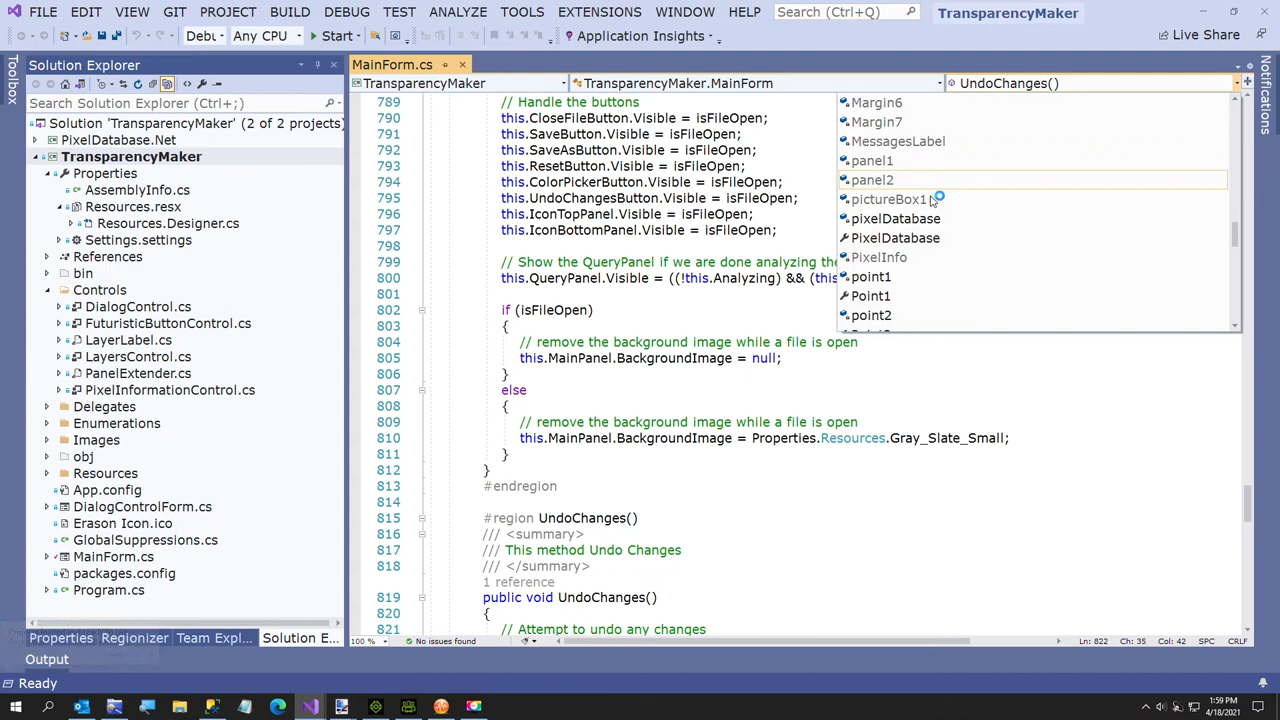 FILE EDIT VIEW GIT PROJECT BUILD DEBUG TEST ANALYZE TOOLS EXTENSIONS WINDOW HELP Search (Ctrl+Q) TransparencyMaker
Debu Any CPU Start Application Insights Live Share
Toolbox
Solution Explorer
Search Solution Explorer (Ctrl+;)
Solution 'TransparencyMaker' (2 of 2 projects)
PixelDatabase.Net
TransparencyMaker
Properties
AssemblyInfo.cs
Resources.resx
Resources.Designer.cs
Settings.settings
References
bin
Controls
DialogControl.cs
FuturisticButtonControl.cs
LayerLabel.cs
LayersControl.cs
PanelExtender.cs
PixelInformationControl.cs
Delegates
Enumerations
Images
obj
Resources
App.config
DialogControlForm.cs
Erason Icon.ico
GlobalSuppressions.cs
MainForm.cs
packages.config
Program.cs
Properties Regionizer Team Expl... Solution E...
MainForm.cs
TransparencyMaker TransparencyMaker.MainForm UndoChanges()
789 // Handle the buttons
790 this.CloseFileButton.Visible = isFileOpen;
791 this.SaveButton.Visible = isFileOpen;
792 this.SaveAsButton.Visible = isFileOpen;
793 this.ResetButton.Visible = isFileOpen;
794 this.ColorPickerButton.Visible = isFileOpen;
795 this.UndoChangesButton.Visible = isFileOpen;
796 this.IconTopPanel.Visible = isFileOpen;
797 this.IconBottomPanel.Visible = isFileOpen;
798
799 // Show the QueryPanel if we are done analyzing the
800 this.QueryPanel.Visible = ((!this.Analyzing) && (this
801
802 if (isFileOpen)
803 {
804 // remove the background image while a file is open
805 this.MainPanel.BackgroundImage = null;
806 }
807 else
808 {
809 // remove the background image while a file is open
810 this.MainPanel.BackgroundImage = Properties.Resources.Gray_Slate_Small;
811 }
812 }
813 #endregion
814
815 #region UndoChanges()
816 /// <summary>
817 /// This method Undo Changes
818 /// </summary>
1 reference
819 public void UndoChanges()
820 {
821 // Attempt to undo any changes
Margin6
Margin7
MessagesLabel
panel1
panel2
pictureBox1
pixelDatabase
PixelDatabase
PixelInfo
point1
Point1
point2
100 % No issues found Ln: 822 Ch: 35 Col: 42 SPC CRLF
Notifications
Output
Ready
1:59 PM
4/18/2021